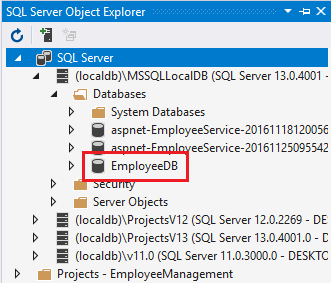 SQL Server Object Explorer
SQL Server
(localdb)\MSSQLLocalDB (SQL Server 13.0.4001 -
Databases
System Databases
aspnet-EmployeeService-20161118120056
aspnet-EmployeeService-20161125095542
EmployeeDB
Security
Server Objects
(localdb)\ProjectsV12 (SQL Server 12.0.2269 - DE
(localdb)\ProjectsV13 (SQL Server 13.0.4001.0 - D
(localdb)\v11.0 (SQL Server 11.0.3000.0 - DESKTC
Projects - EmployeeManagement